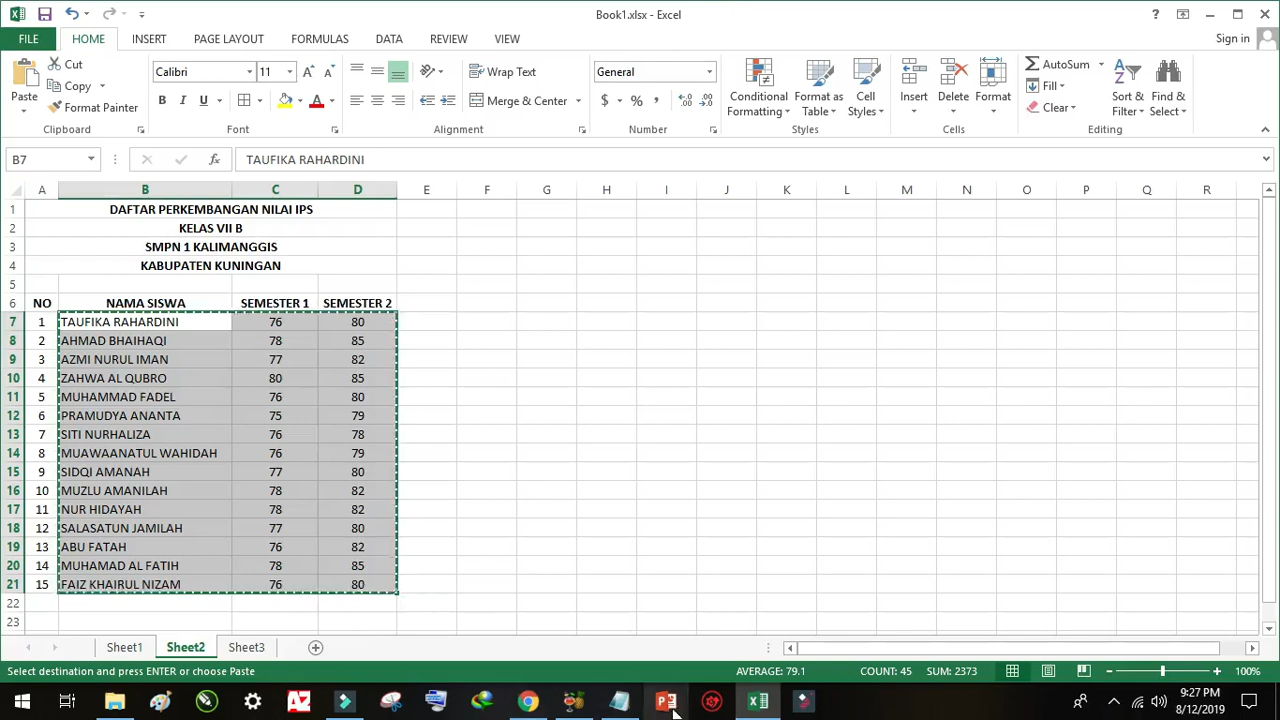 Book1.xlsx - Excel
?
FILE HOME INSERT PAGE LAYOUT FORMULAS DATA REVIEW VIEW Sign in
Paste Cut Copy Format Painter
Clipboard
Calibri 11
B I U A
Font
Wrap Text
Merge & Center
Alignment
General
$ % ,
Number
Conditional Formatting Format as Table Cell Styles
Styles
Insert Delete Format
Cells
AutoSum Fill Clear Sort & Filter Find & Select
Editing
B7 fx TAUFIKA RAHARDINI
A B C D E F G H I J K L M N O P Q R
1 DAFTAR PERKEMBANGAN NILAI IPS
2 KELAS VII B
3 SMPN 1 KALIMANGGIS
4 KABUPATEN KUNINGAN
5
6 NO NAMA SISWA SEMESTER 1 SEMESTER 2
7 1 TAUFIKA RAHARDINI 76 80
8 2 AHMAD BHAIHAQI 78 85
9 3 AZMI NURUL IMAN 77 82
10 4 ZAHWA AL QUBRO 80 85
11 5 MUHAMMAD FADEL 76 80
12 6 PRAMUDYA ANANTA 75 79
13 7 SITI NURHALIZA 76 78
14 8 MUAWAANATUL WAHIDAH 76 79
15 9 SIDQI AMANAH 77 80
16 10 MUZLU AMANILAH 78 82
17 11 NUR HIDAYAH 78 82
18 12 SALASATUN JAMILAH 77 80
19 13 ABU FATAH 76 82
20 14 MUHAMAD AL FATIH 78 85
21 15 FAIZ KHAIRUL NIZAM 76 80
22
23
Sheet1 Sheet2 Sheet3
Select destination and press ENTER or choose Paste AVERAGE: 79.1 COUNT: 45 SUM: 2373 100%
9:27 PM
8/12/2019